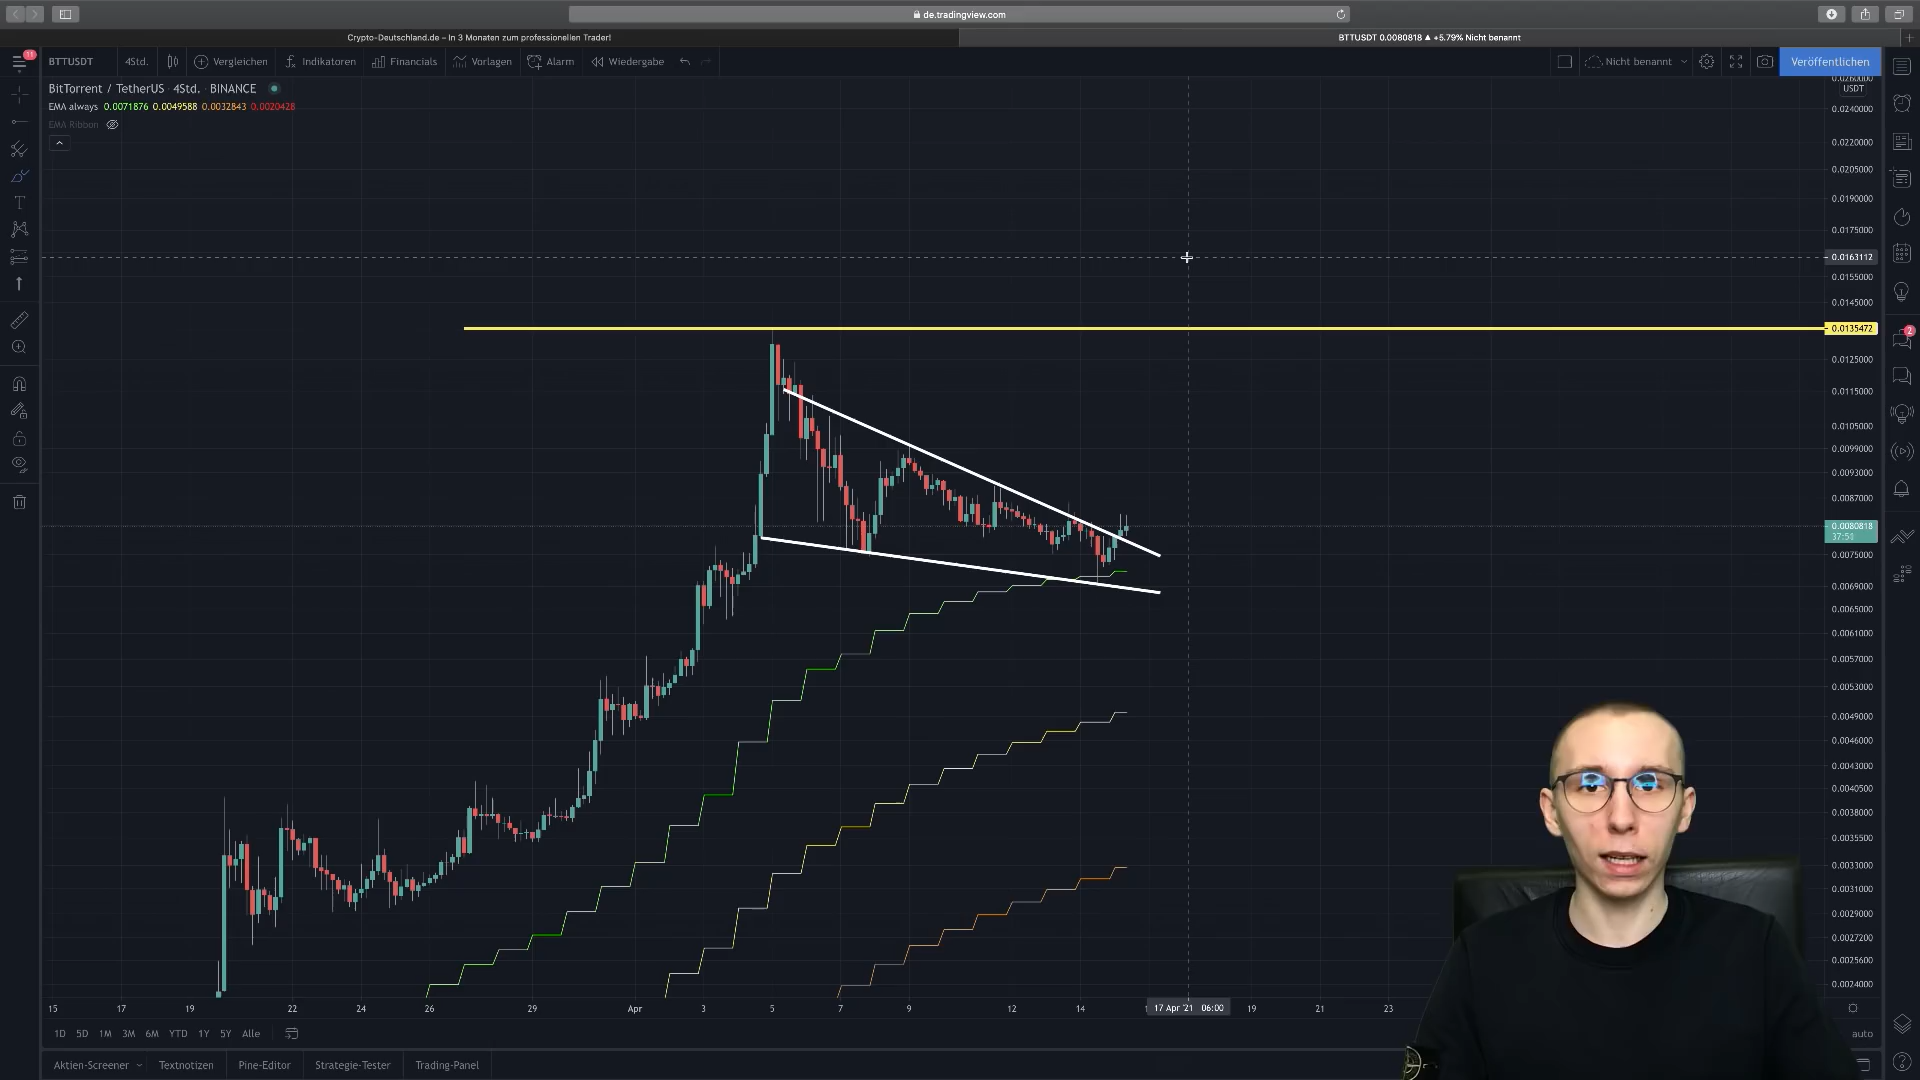 de.tradingview.com
Crypto-Deutschland.de – In 3 Monaten zum professionellen Trader!
BTTUSDT 0.0080818 ▲ +5.79% Nicht benannt
11
BTTUSDT
4Std.
Vergleichen
Indikatoren
Financials
Vorlagen
Alarm
Wiedergabe
Nicht benannt
Veröffentlichen
BitTorrent / TetherUS · 4Std. · BINANCE
EMA always 0.0071876 0.0049588 0.0032843 0.0020428
EMA Ribbon
0.0260000
USDT
0.0240000
0.0220000
0.0205000
0.0190000
0.0175000
0.0163112
0.0155000
0.0145000
0.0135472
2
0.0125000
0.0115000
0.0105000
0.0099000
0.0093000
0.0087000
0.0080818
37:51
0.0075000
0.0069000
0.0065000
0.0061000
0.0057000
0.0053000
0.0049000
0.0046000
0.0043000
0.0040500
0.0038000
0.0035500
0.0033000
0.0031000
0.0029000
0.0027200
0.0025600
0.0024000
15 17 19 22 24 26 29 Apr 3 5 7 9 12 14 17 Apr '21 06:00 19 21 23
1D 5D 1M 3M 6M YTD 1Y 5Y Alle
auto
Aktien-Screener
Textnotizen
Pine-Editor
Strategie-Tester
Trading-Panel